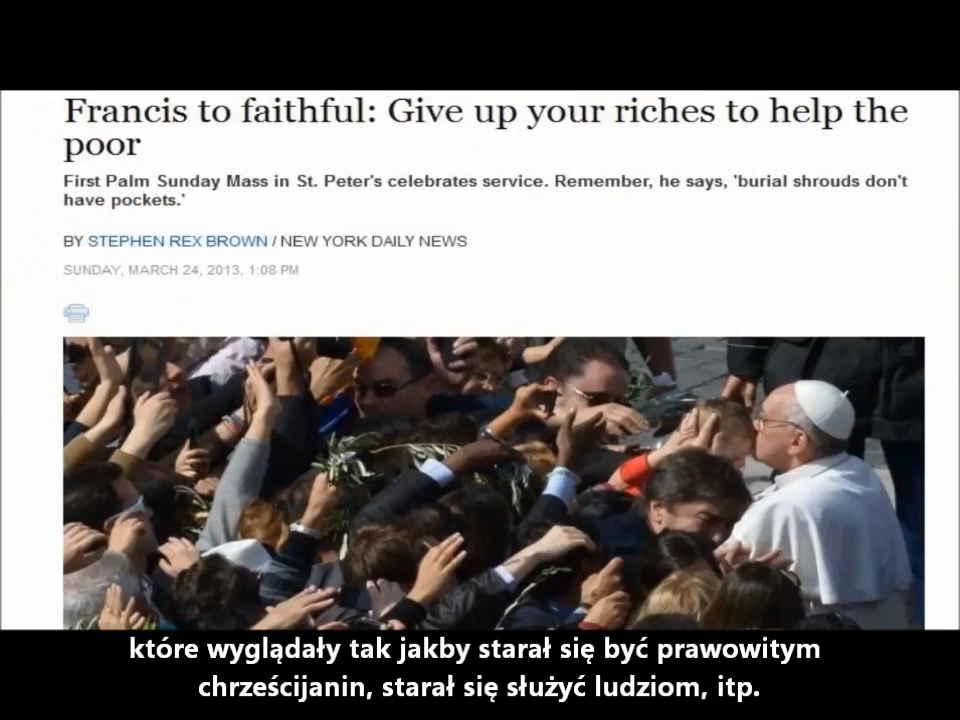 Francis to faithful: Give up your riches to help the
poor
First Palm Sunday Mass in St. Peter's celebrates service. Remember, he says, 'burial shrouds don't
have pockets.'
BY STEPHEN REX BROWN / NEW YORK DAILY NEWS
SUNDAY, MARCH 24, 2013, 1:08 PM
które wyglądały tak jakby starał się być prawowitym
chrześcijanin, starał się służyć ludziom, itp.